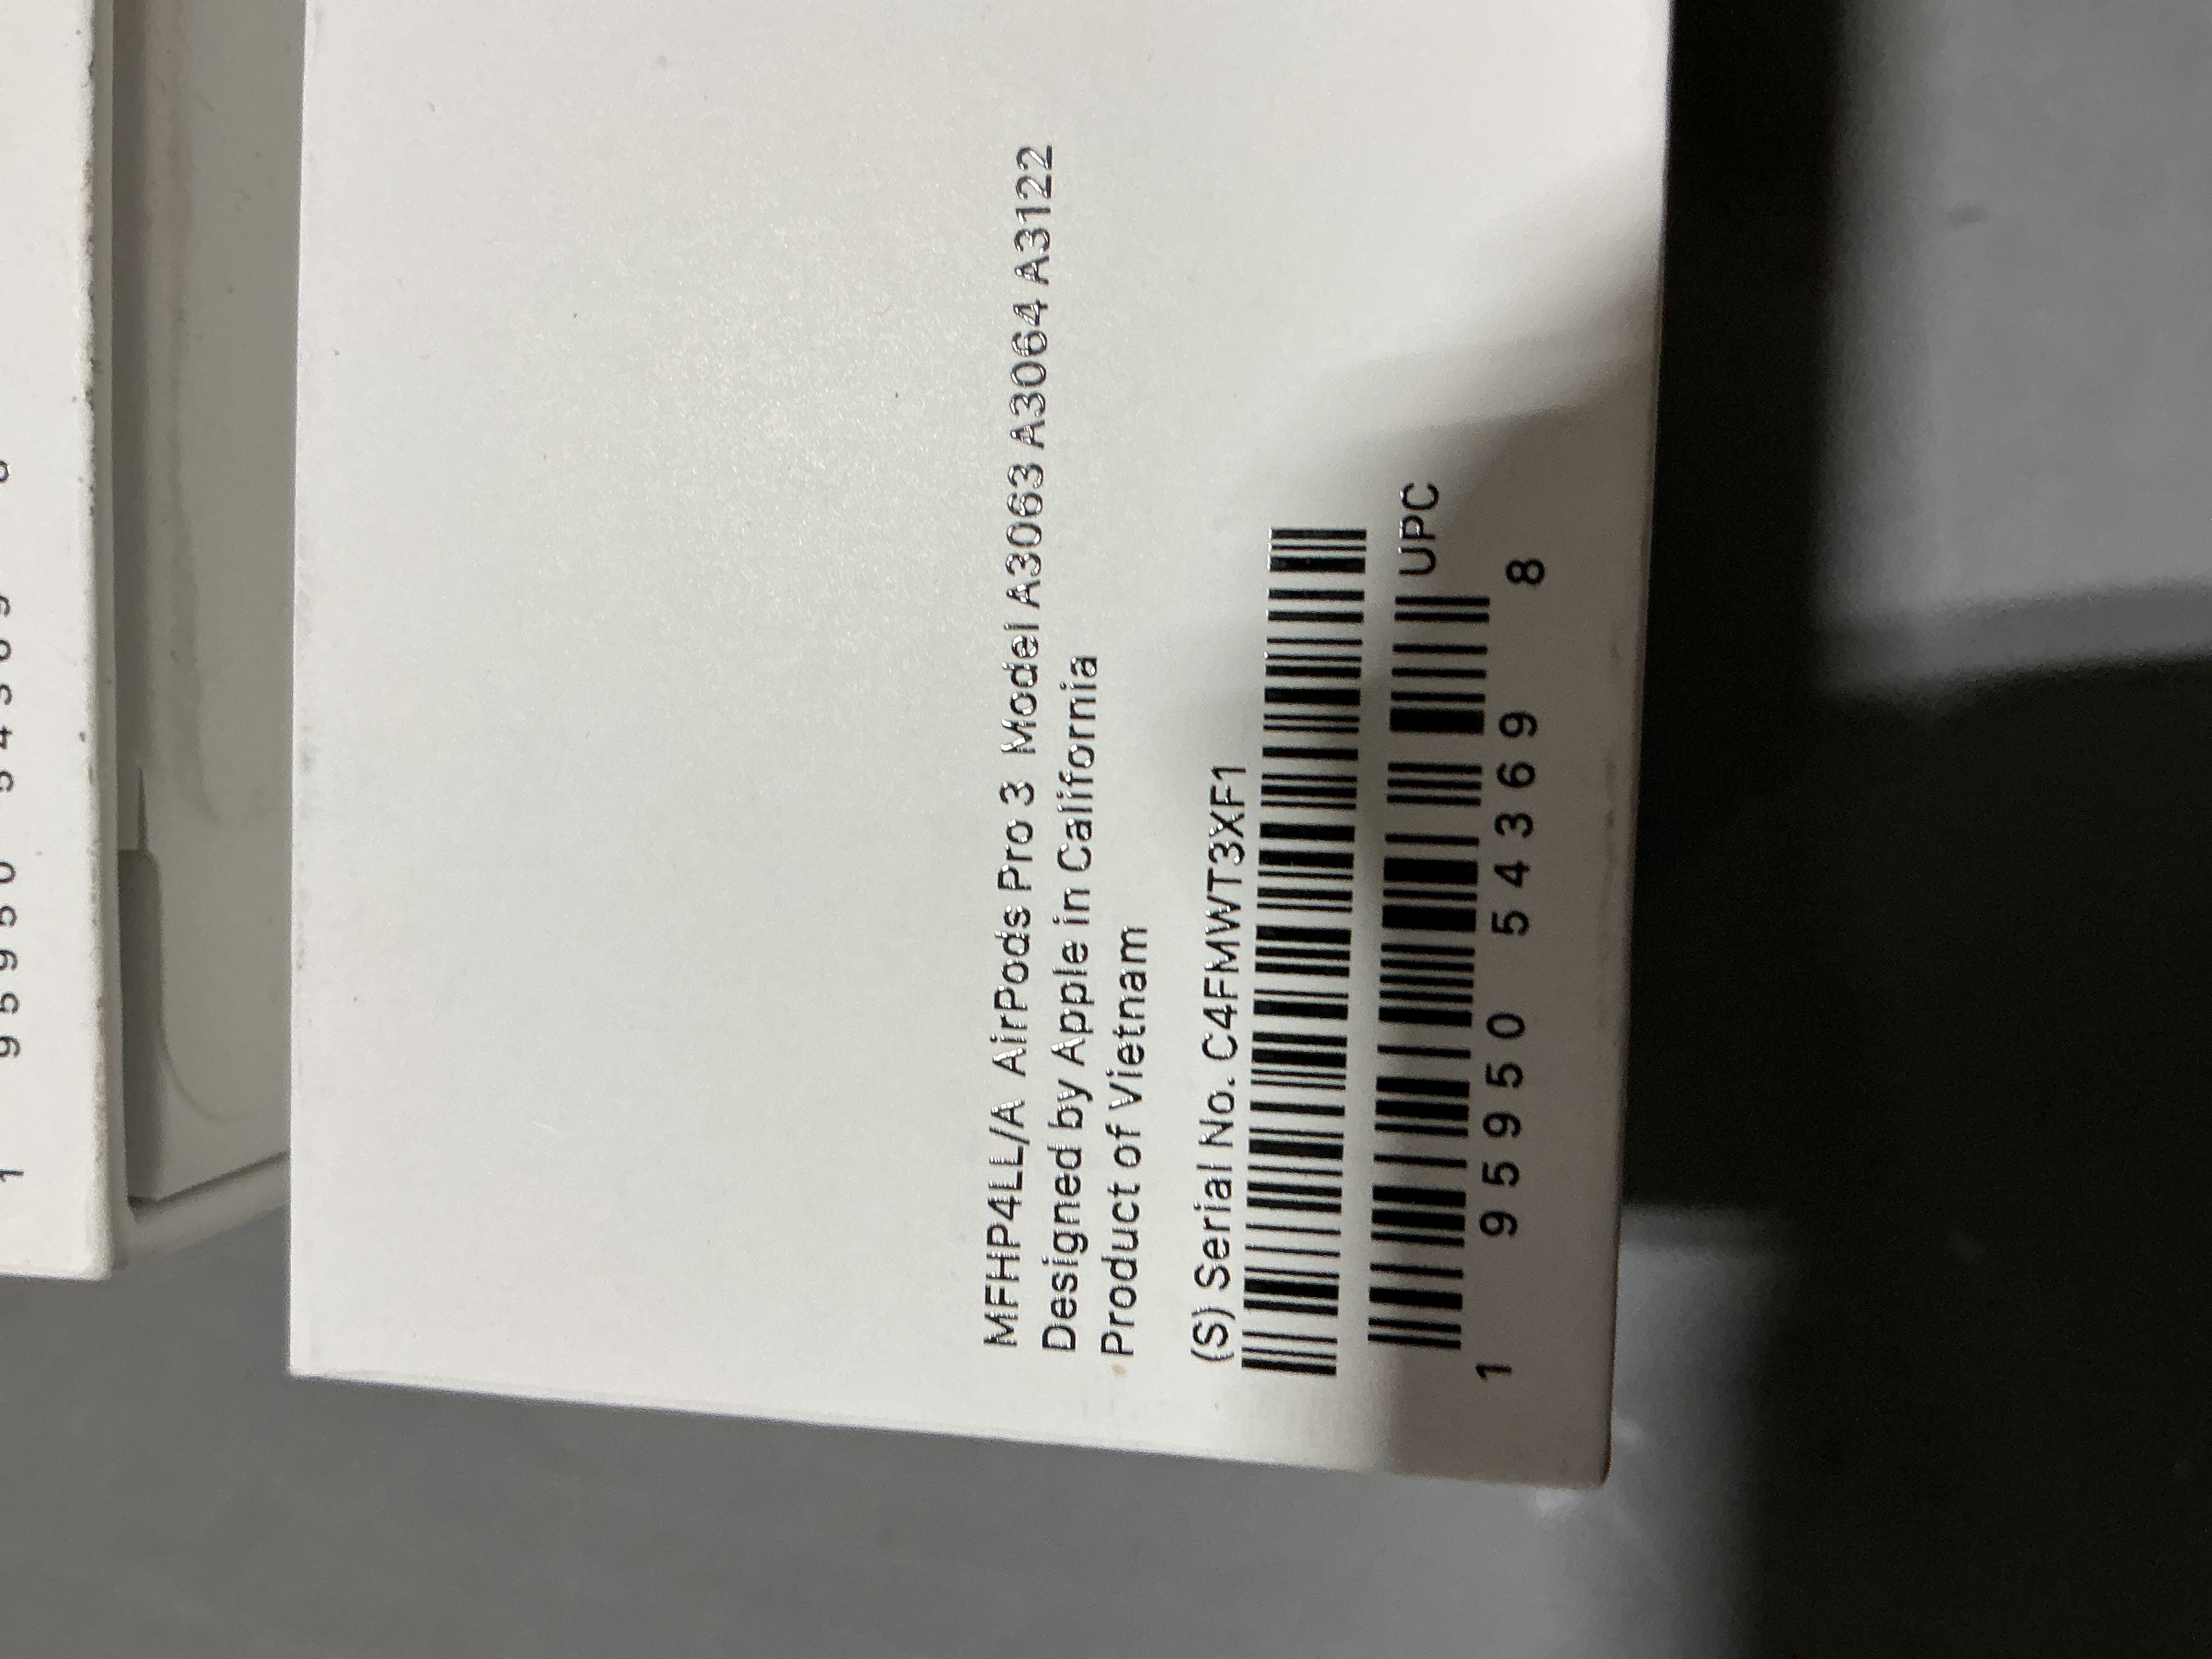 MFHP4LL/A AirPods Pro 3 Model A3063 A3064 A3122
Designed by Apple in California
Product of Vietnam
(S) Serial No. C4FMWT3XF1
UPC
1 95950 54369 8